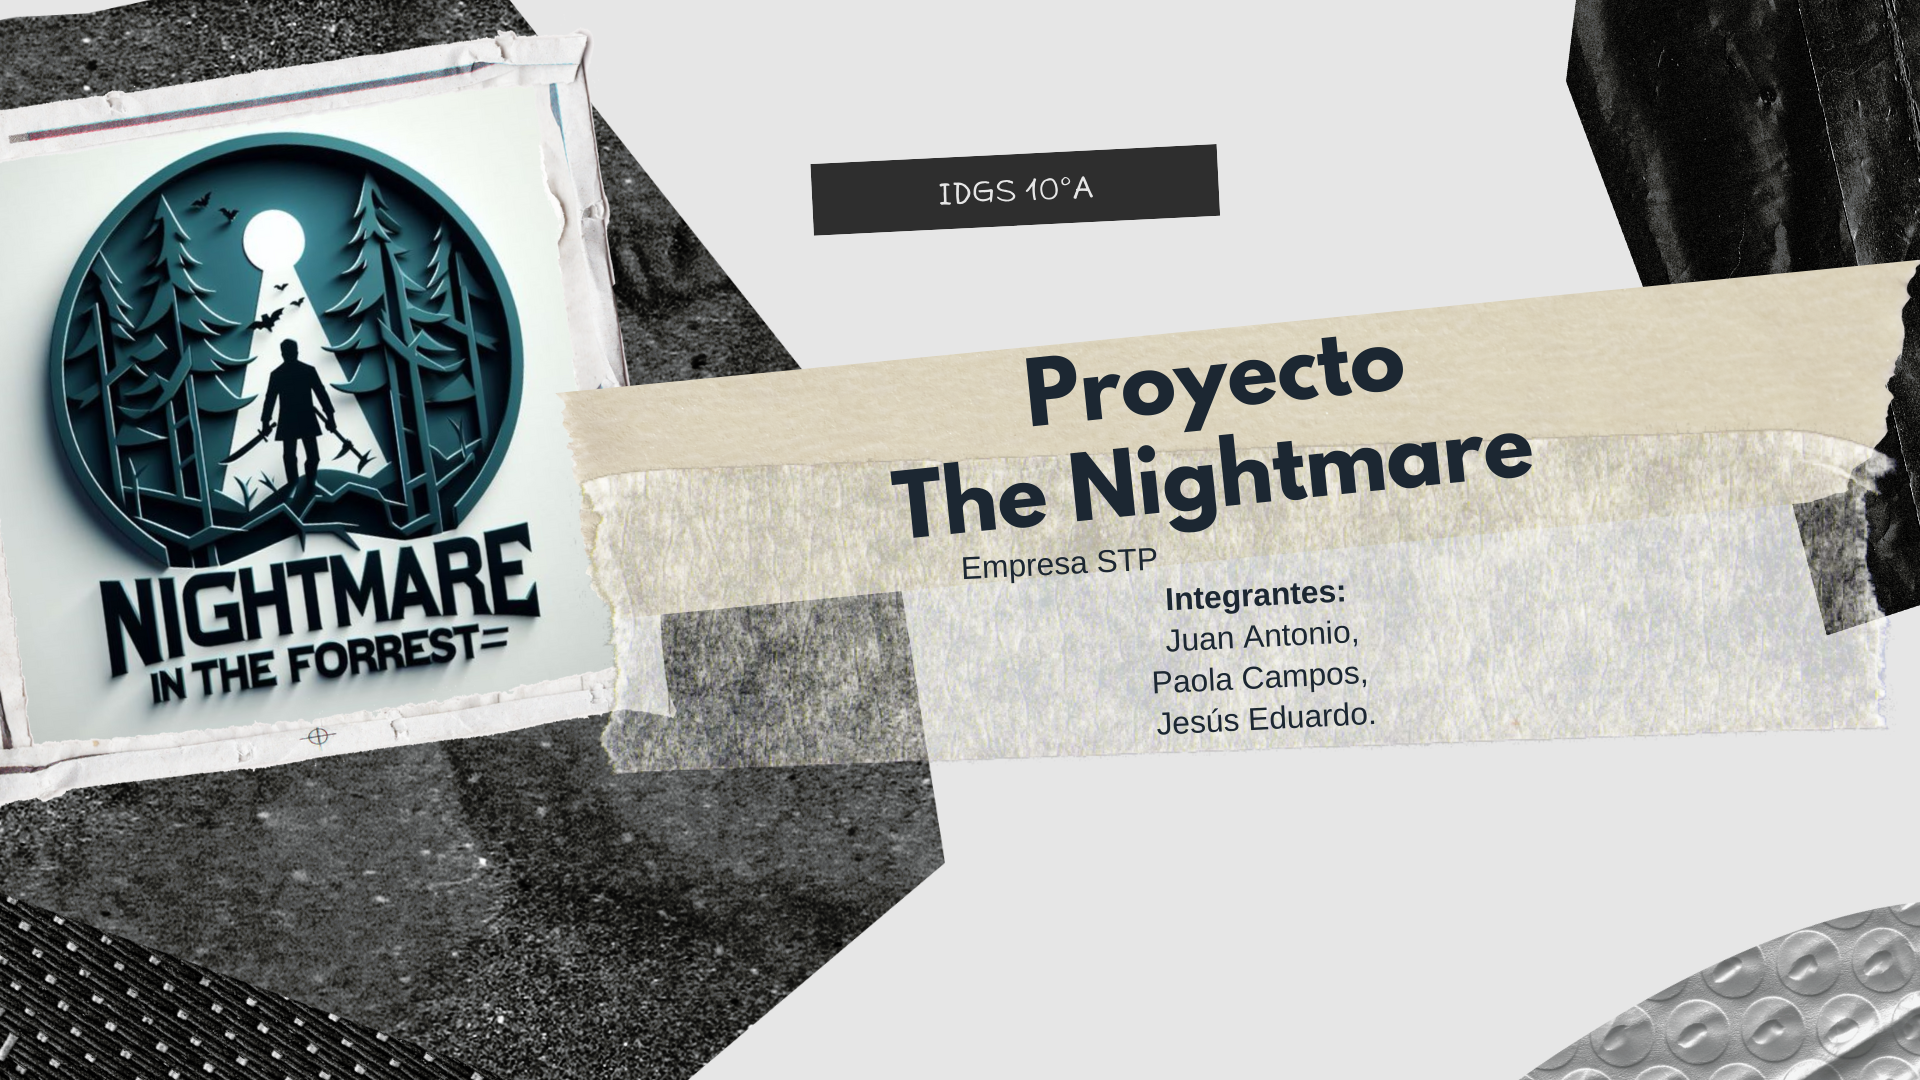 IDGS 10°A
Proyecto
The Nightmare
Empresa STP
Integrantes:
Juan Antonio,
Paola Campos,
Jesús Eduardo.
NIGHTMARE
IN THE FORREST=